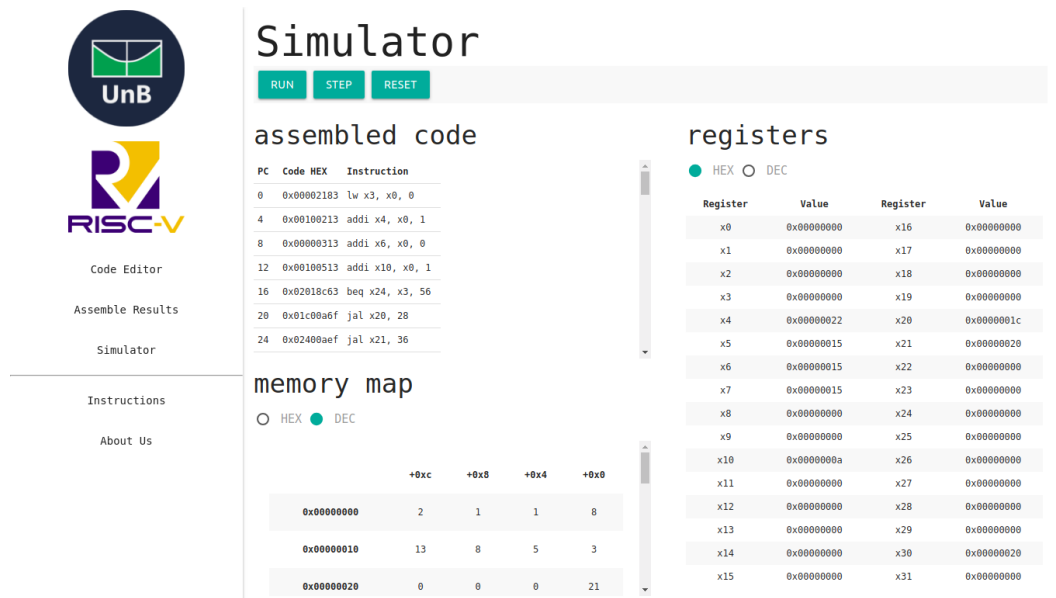 UnB
RISC-V
Code Editor
Assemble Results
Simulator
Instructions
About Us
Simulator
RUN STEP RESET
assembled code
PC Code HEX Instruction
0 0x00002183 lw x3, x0, 0
4 0x00100213 addi x4, x0, 1
8 0x00000313 addi x6, x0, 0
12 0x00100513 addi x10, x0, 1
16 0x02018c63 beq x24, x3, 56
20 0x01c00a6f jal x20, 28
24 0x02400aef jal x21, 36
memory map
HEX DEC
+0xc +0x8 +0x4 +0x0
0x00000000 2 1 1 8
0x00000010 13 8 5 3
0x00000020 0 0 0 21
registers
HEX DEC
Register Value Register Value
x0 0x00000000 x16 0x00000000
x1 0x00000000 x17 0x00000000
x2 0x00000000 x18 0x00000000
x3 0x00000000 x19 0x00000000
x4 0x00000022 x20 0x0000001c
x5 0x00000015 x21 0x00000020
x6 0x00000015 x22 0x00000000
x7 0x00000015 x23 0x00000000
x8 0x00000000 x24 0x00000000
x9 0x00000000 x25 0x00000000
x10 0x0000000a x26 0x00000000
x11 0x00000000 x27 0x00000000
x12 0x00000000 x28 0x00000000
x13 0x00000000 x29 0x00000000
x14 0x00000000 x30 0x00000020
x15 0x00000000 x31 0x00000000